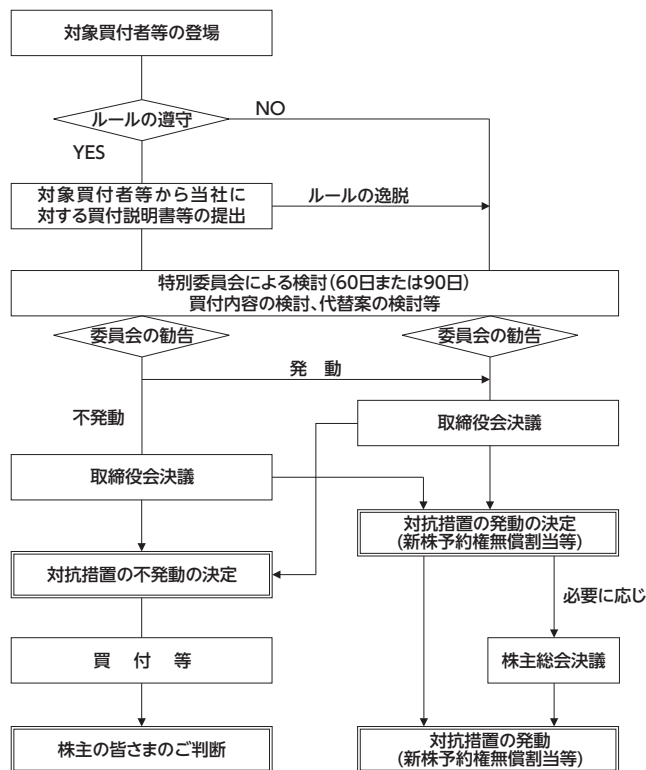 対象買付者等の登場
ルールの遵守
NO
YES
対象買付者等から当社に
対する買付説明書等の提出
ルールの逸脱
特別委員会による検討(60日または90日)
買付内容の検討、代替案の検討等
委員会の勧告
委員会の勧告
発 動
不発動
取締役会決議
取締役会決議
対抗措置の発動の決定
(新株予約権無償割当等)
対抗措置の不発動の決定
必要に応じ
買 付 等
株主総会決議
株主の皆さまのご判断
対抗措置の発動
(新株予約権無償割当等)